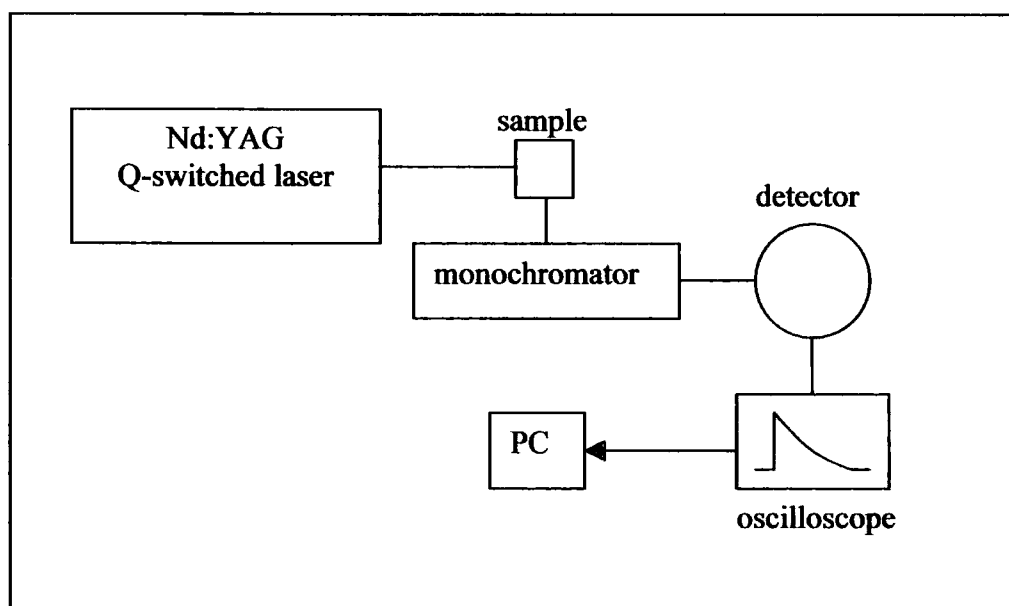 Nd:YAG
Q-switched laser
sample
monochromator
detector
PC
oscilloscope